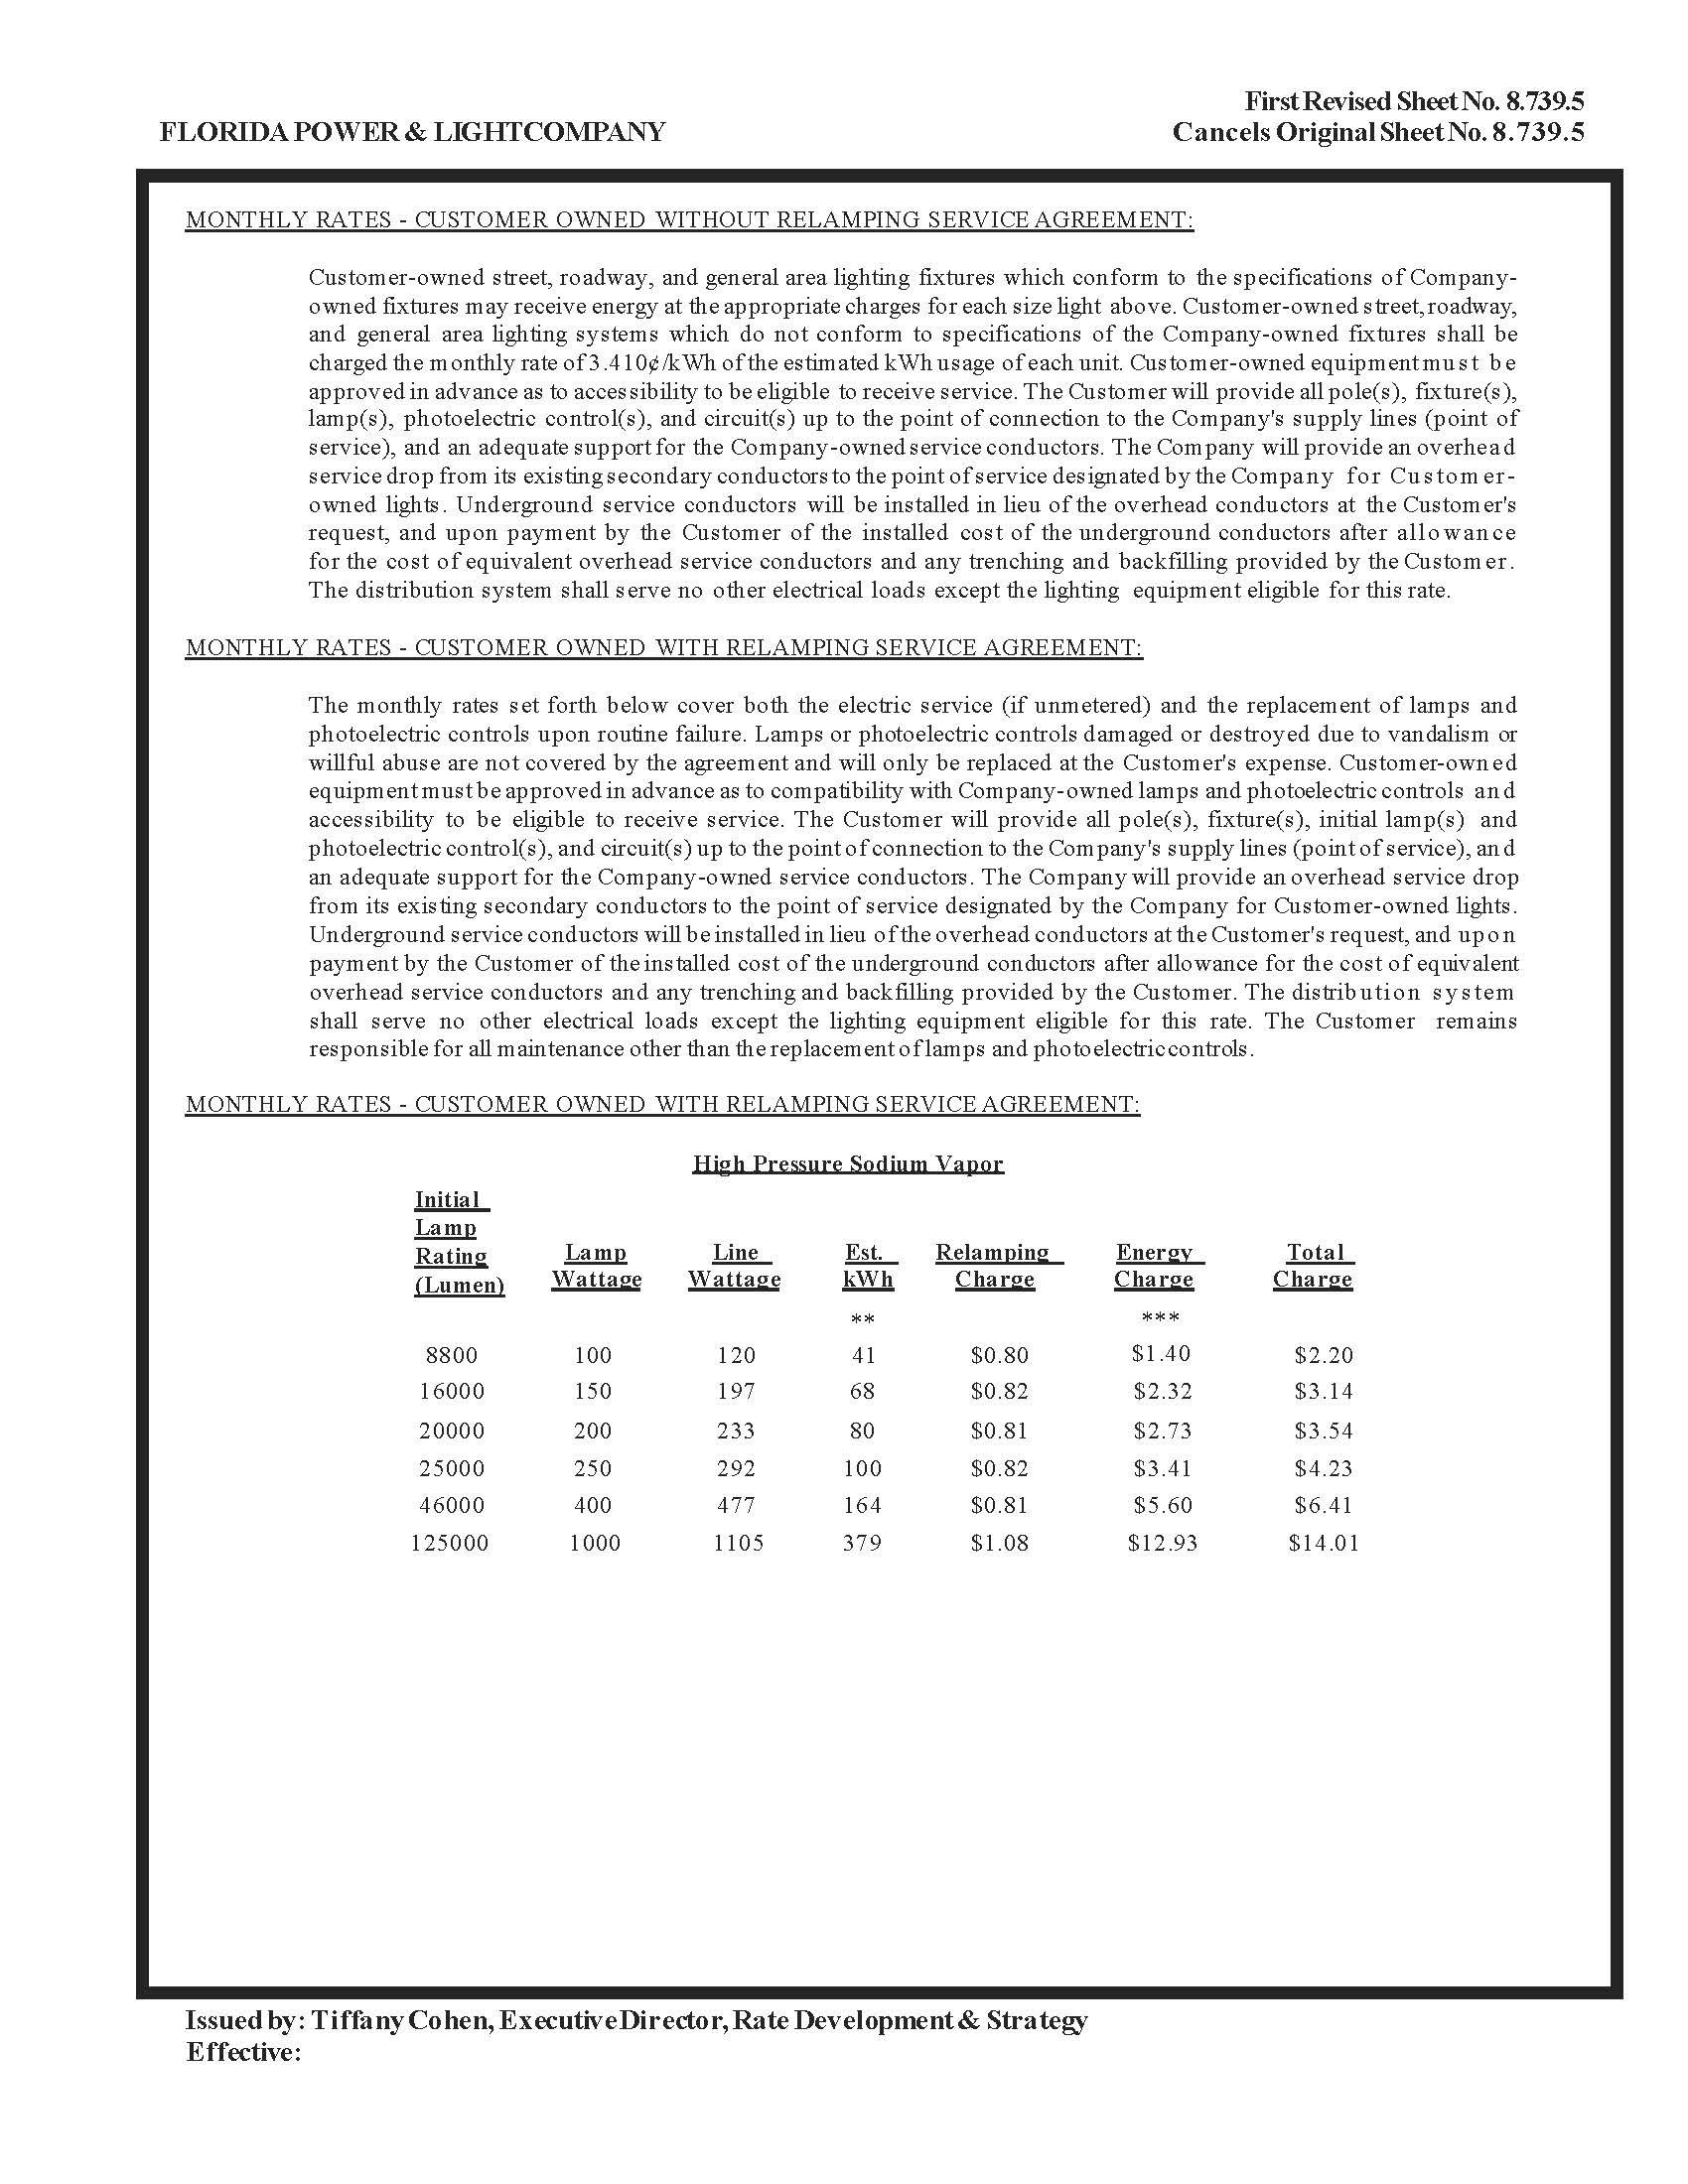 First Revised Sheet No. 8.739.5
FLORIDA POWER & LIGHT COMPANY Cancels Original Sheet No. 8.739.5
MONTHLY RATES - CUSTOMER OWNED WITHOUT RELAMPING SERVICE AGREEMENT:
Customer-owned street, roadway, and general area lighting fixtures which conform to the specifications of Company-
owned fixtures may receive energy at the appropriate charges for each size light above. Customer-owned street, roadway,
and general area lighting systems which do not conform to specifications of the Company-owned fixtures shall be
charged the monthly rate of 3.410¢/kWh of the estimated kWh usage of each unit. Customer-owned equipment must be
approved in advance as to accessibility to be eligible to receive service. The Customer will provide all pole(s), fixture(s),
lamp(s), photoelectric control(s), and circuit(s) up to the point of connection to the Company's supply lines (point of
service), and an adequate support for the Company-owned service conductors. The Company will provide an overhead
service drop from its existing secondary conductors to the point of service designated by the Company for Customer-
owned lights. Underground service conductors will be installed in lieu of the overhead conductors at the Customer's
request, and upon payment by the Customer of the installed cost of the underground conductors after allowance
for the cost of equivalent overhead service conductors and any trenching and backfilling provided by the Customer.
The distribution system shall serve no other electrical loads except the lighting equipment eligible for this rate.
MONTHLY RATES - CUSTOMER OWNED WITH RELAMPING SERVICE AGREEMENT:
The monthly rates set forth below cover both the electric service (if unmetered) and the replacement of lamps and
photoelectric controls upon routine failure. Lamps or photoelectric controls damaged or destroyed due to vandalism or
willful abuse are not covered by the agreement and will only be replaced at the Customer's expense. Customer-owned
equipment must be approved in advance as to compatibility with Company-owned lamps and photoelectric controls and
accessibility to be eligible to receive service. The Customer will provide all pole(s), fixture(s), initial lamp(s) and
photoelectric control(s), and circuit(s) up to the point of connection to the Company's supply lines (point of service), and
an adequate support for the Company-owned service conductors. The Company will provide an overhead service drop
from its existing secondary conductors to the point of service designated by the Company for Customer-owned lights.
Underground service conductors will be installed in lieu of the overhead conductors at the Customer's request, and upon
payment by the Customer of the installed cost of the underground conductors after allowance for the cost of equivalent
overhead service conductors and any trenching and backfilling provided by the Customer. The distribution system
shall serve no other electrical loads except the lighting equipment eligible for this rate. The Customer remains
responsible for all maintenance other than the replacement of lamps and photoelectric controls.
MONTHLY RATES - CUSTOMER OWNED WITH RELAMPING SERVICE AGREEMENT:
High Pressure Sodium Vapor
Initial
Lamp
Rating Lamp Line Est. Relamping Energy Total
(Lumen) Wattage Wattage kWh Charge Charge Charge
** ***
8800 100 120 41 $0.80 $1.40 $2.20
16000 150 197 68 $0.82 $2.32 $3.14
20000 200 233 80 $0.81 $2.73 $3.54
25000 250 292 100 $0.82 $3.41 $4.23
46000 400 477 164 $0.81 $5.60 $6.41
125000 1000 1105 379 $1.08 $12.93 $14.01
Issued by: Tiffany Cohen, Executive Director, Rate Development & Strategy
Effective: